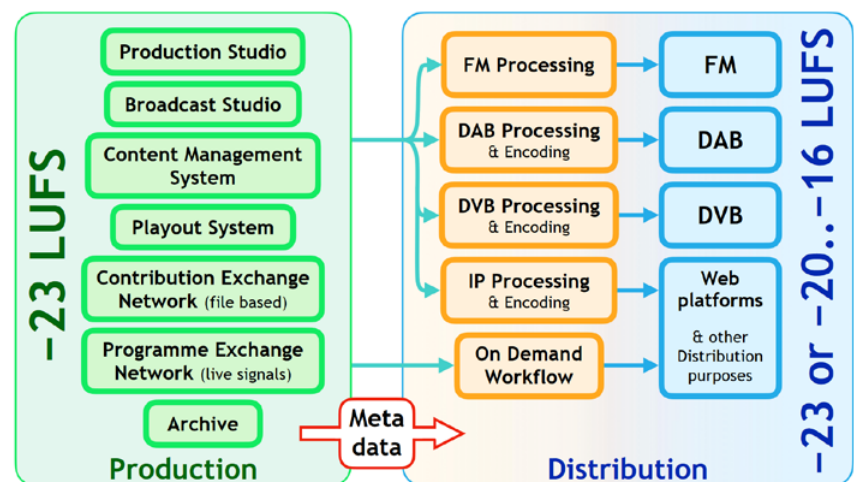 −23 LUFS
Production Studio
Broadcast Studio
Content Management
System
Playout System
Contribution Exchange
Network (file based)
Programme Exchange
Network (live signals)
Archive
Production
Meta
data
FM Processing
DAB Processing
& Encoding
DVB Processing
& Encoding
IP Processing
& Encoding
On Demand
Workflow
FM
DAB
DVB
Web
platforms
& other
Distribution
purposes
Distribution
−23 or −20..−16 LUFS